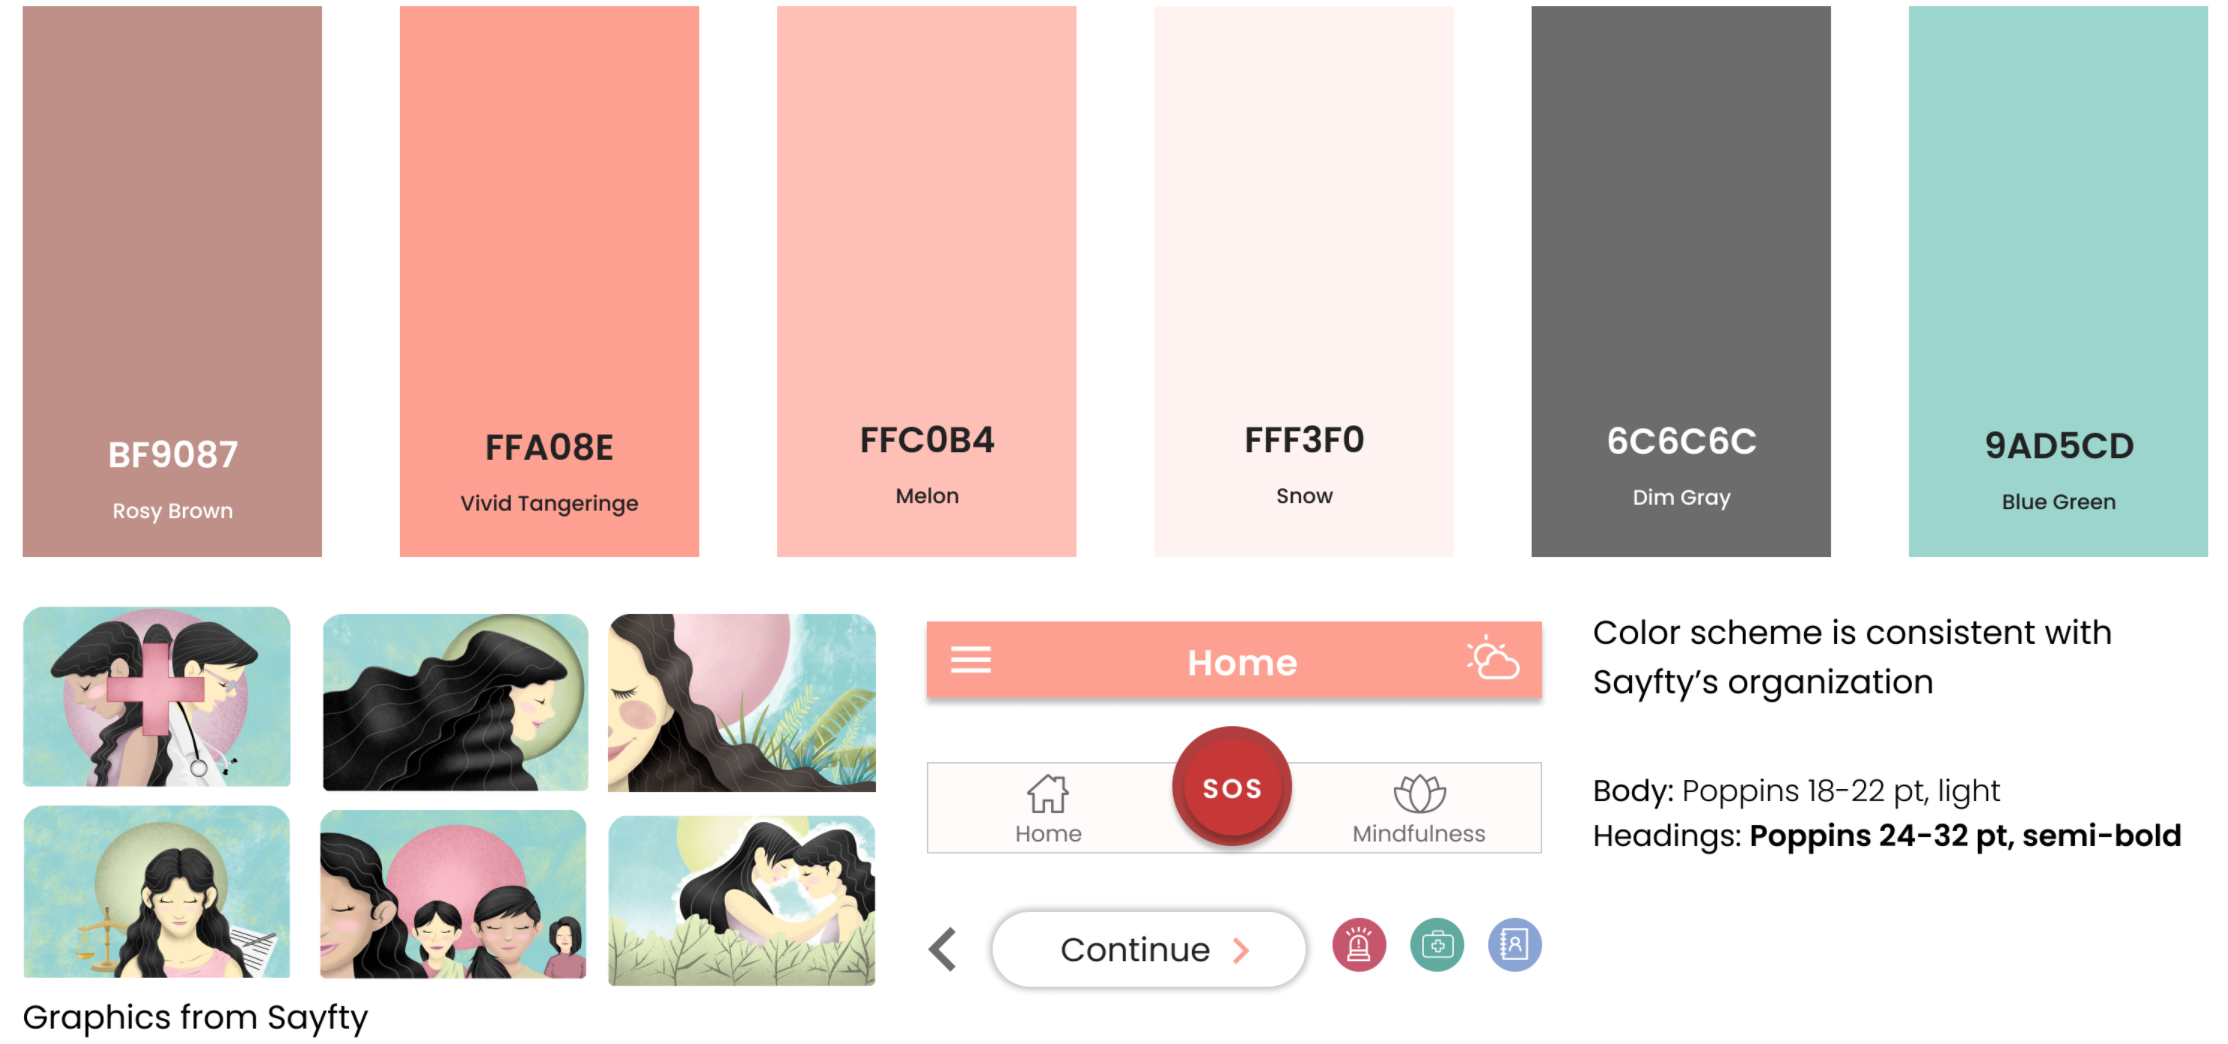 BF9087
Rosy Brown
FFA08E
Vivid Tangeringe
FFC0B4
Melon
FFF3F0
Snow
6C6C6C
Dim Gray
9AD5CD
Blue Green
Graphics from Sayfty
Home
SOS
Home
Mindfulness
Continue
Color scheme is consistent with
Sayfty’s organization
Body: Poppins 18-22 pt, light
Headings: Poppins 24-32 pt, semi-bold